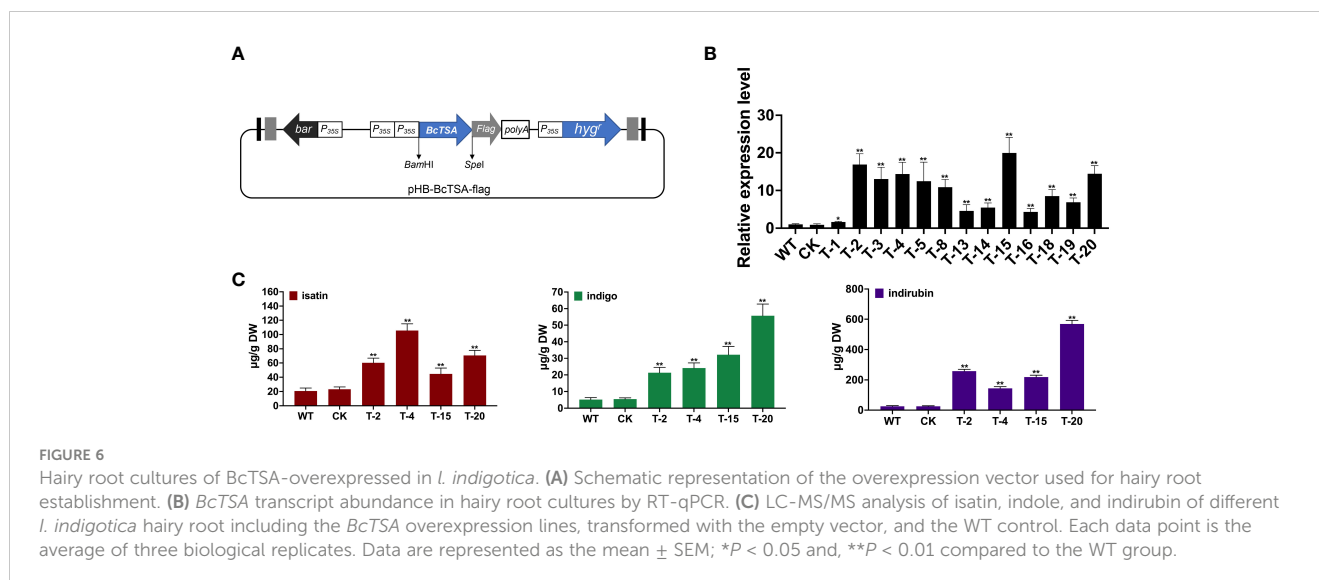 A
bar P35S P35S P35S BcTSA Flag polyA P35S hygr
BamHI SpeI
pHB-BcTSA-flag
B
Relative expression level
30
20
10
0
* ** ** ** ** ** ** ** ** ** ** ** **
WT CK T-1 T-2 T-3 T-4 T-5 T-8 T-13 T-14 T-15 T-16 T-18 T-19 T-20
C
isatin
µg/g DW
160
140
120
100
80
60
40
20
0
** ** ** **
WT CK T-2 T-4 T-15 T-20
indigo
µg/g DW
70
60
50
40
30
20
10
0
** ** ** **
WT CK T-2 T-4 T-15 T-20
indirubin
µg/g DW
800
600
400
200
0
** ** ** **
WT CK T-2 T-4 T-15 T-20
FIGURE 6
Hairy root cultures of BcTSA-overexpressed in I. indigotica. (A) Schematic representation of the overexpression vector used for hairy root
establishment. (B) BcTSA transcript abundance in hairy root cultures by RT-qPCR. (C) LC-MS/MS analysis of isatin, indole, and indirubin of different
I. indigotica hairy root including the BcTSA overexpression lines, transformed with the empty vector, and the WT control. Each data point is the
average of three biological replicates. Data are represented as the mean ± SEM; *P < 0.05 and, **P < 0.01 compared to the WT group.